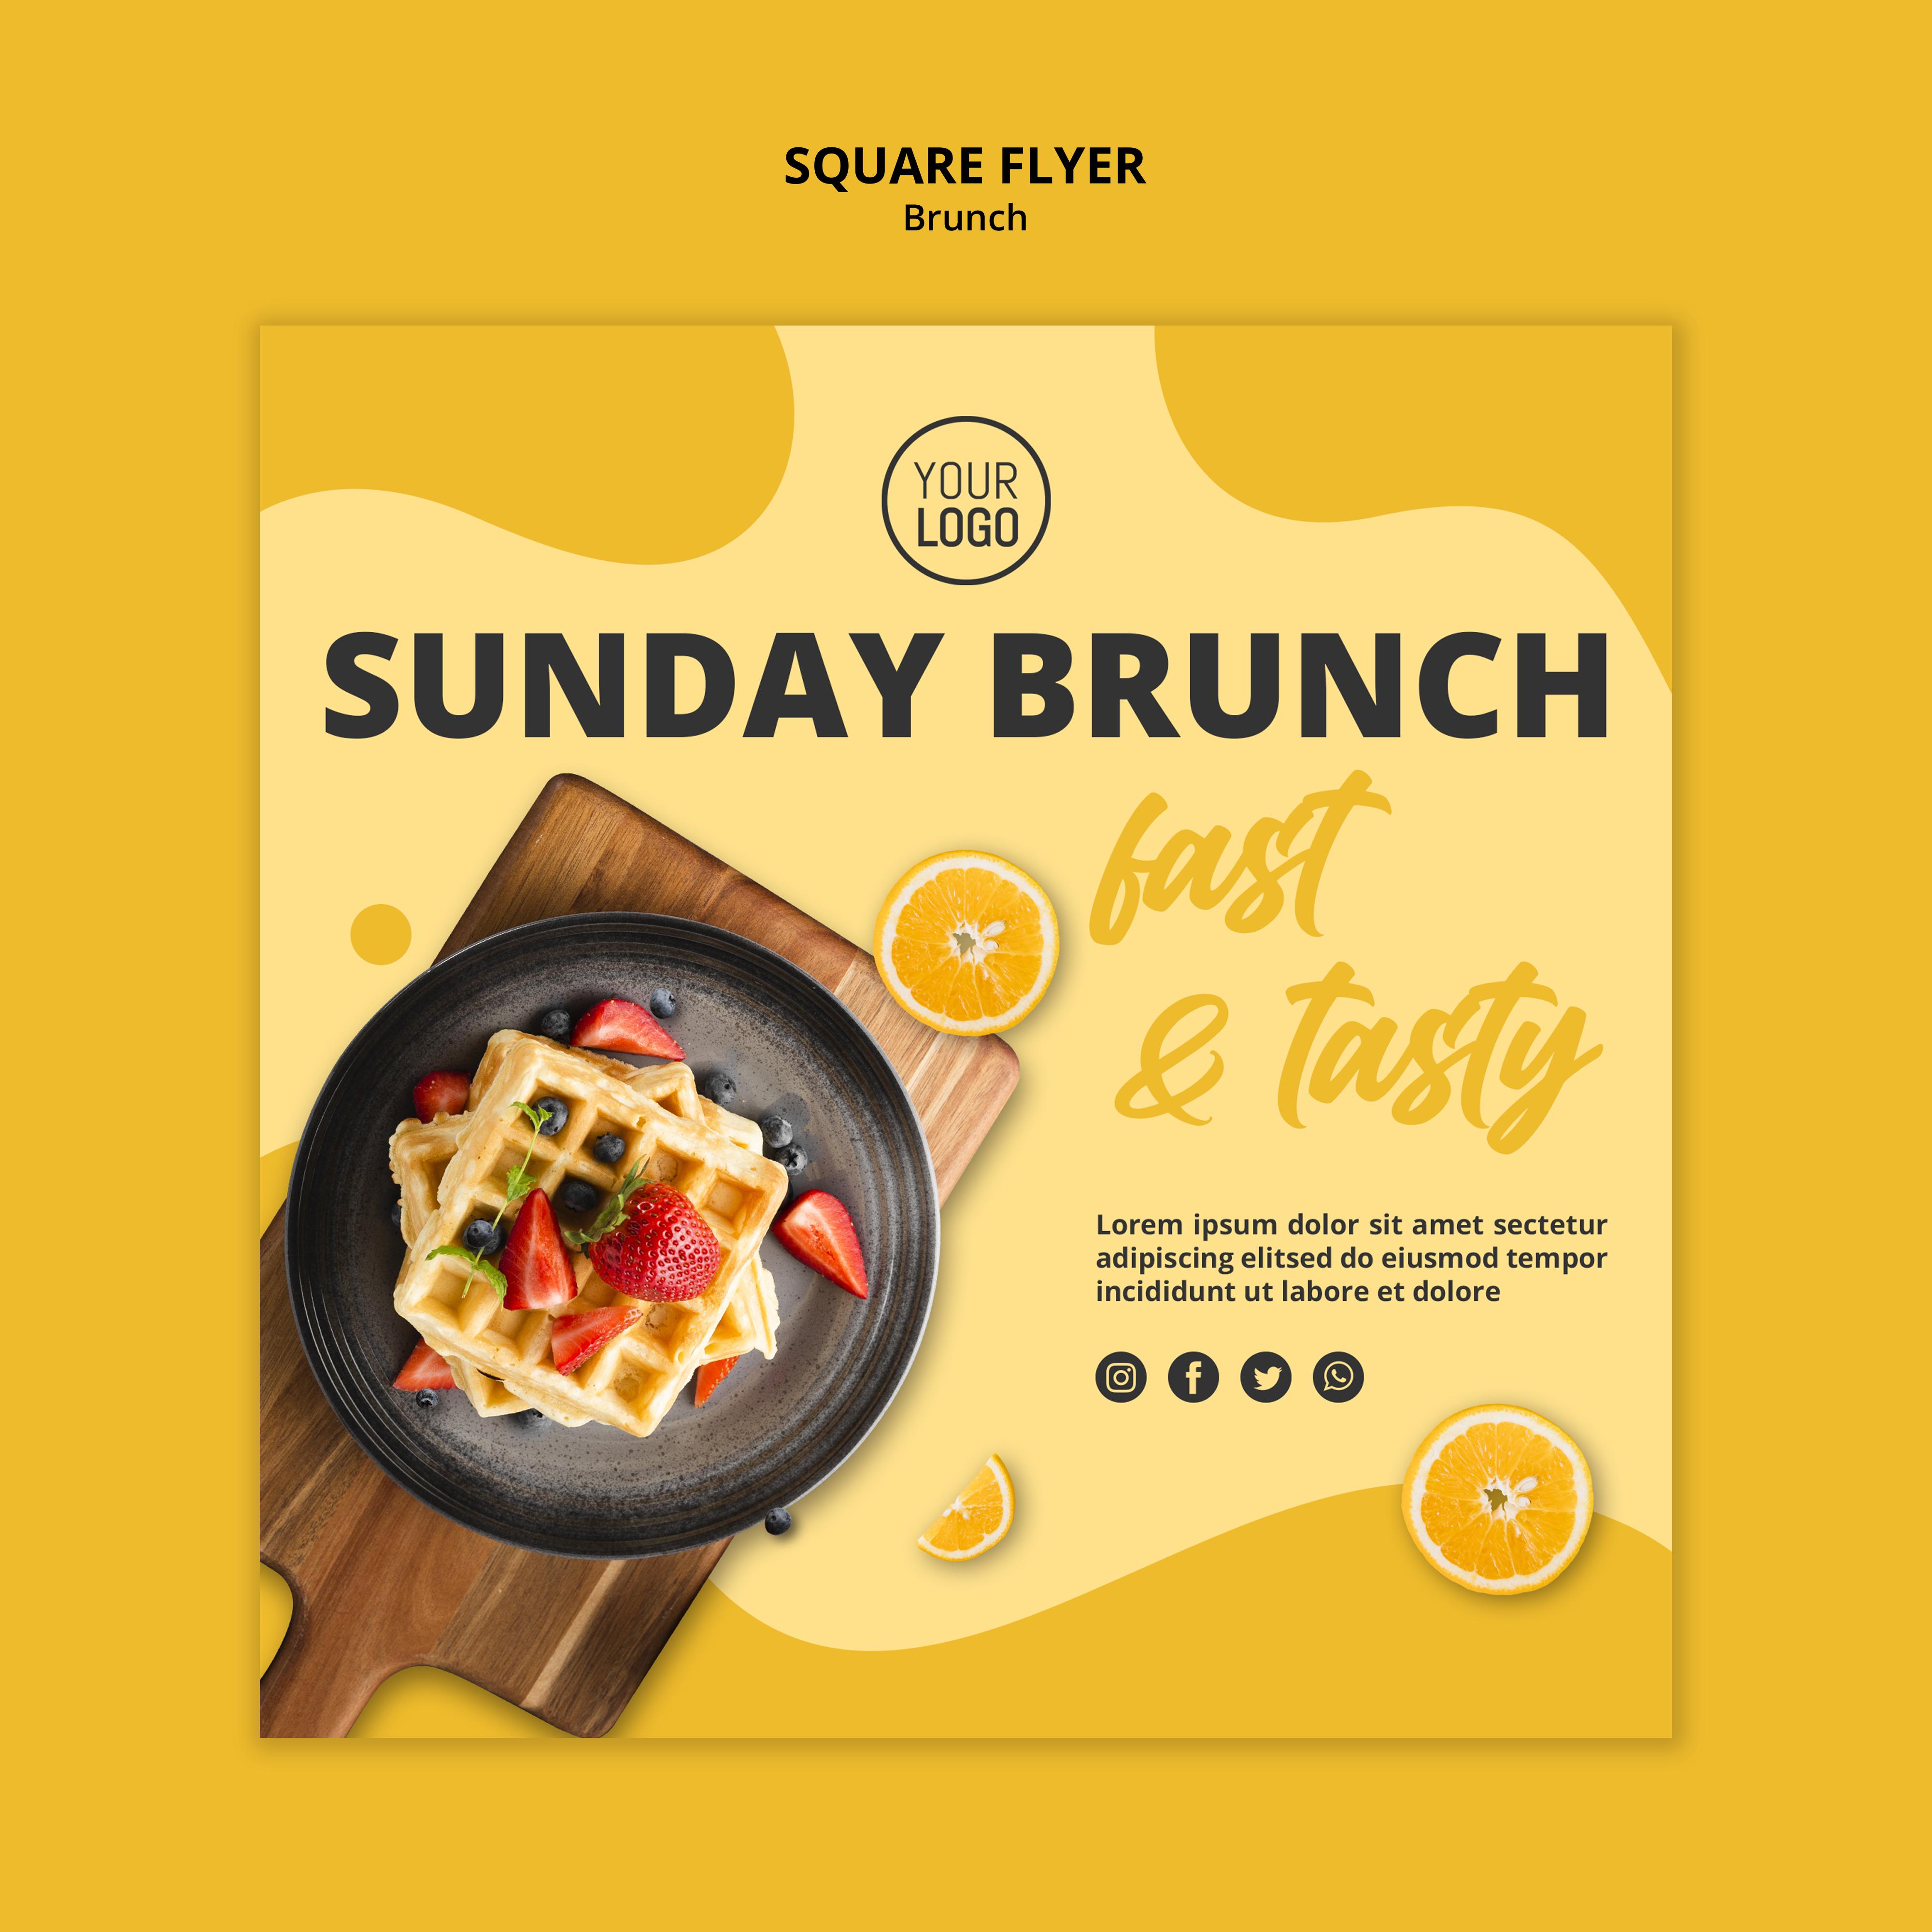 SQUARE FLYER
Brunch
YOUR
LOGO
SUNDAY BRUNCH
fast
& tasty
Lorem ipsum dolor sit amet sectetur
adipiscing elitsed do eiusmod tempor
incididunt ut labore et dolore